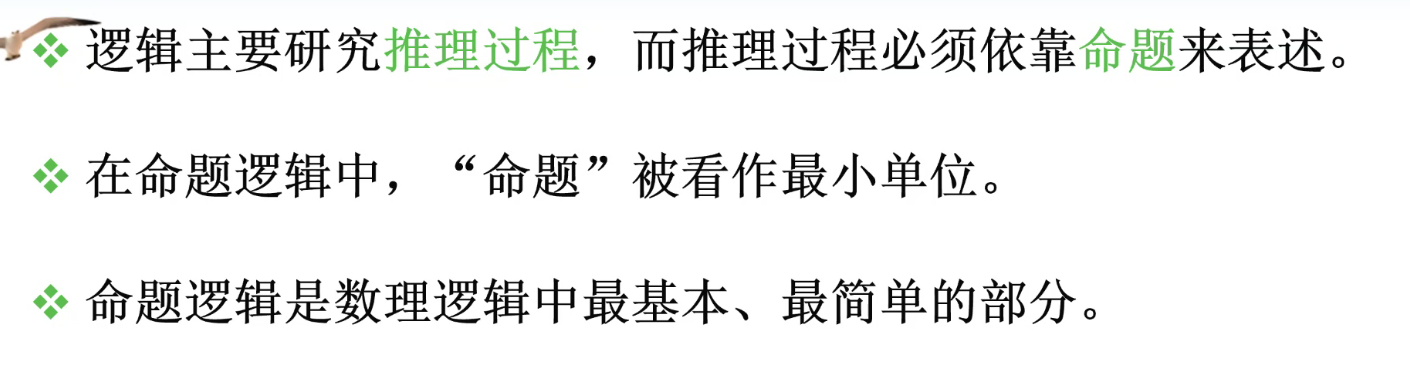 ❖ 逻辑主要研究推理过程，而推理过程必须依靠命题来表述。
❖ 在命题逻辑中，“命题”被看作最小单位。
❖ 命题逻辑是数理逻辑中最基本、最简单的部分。